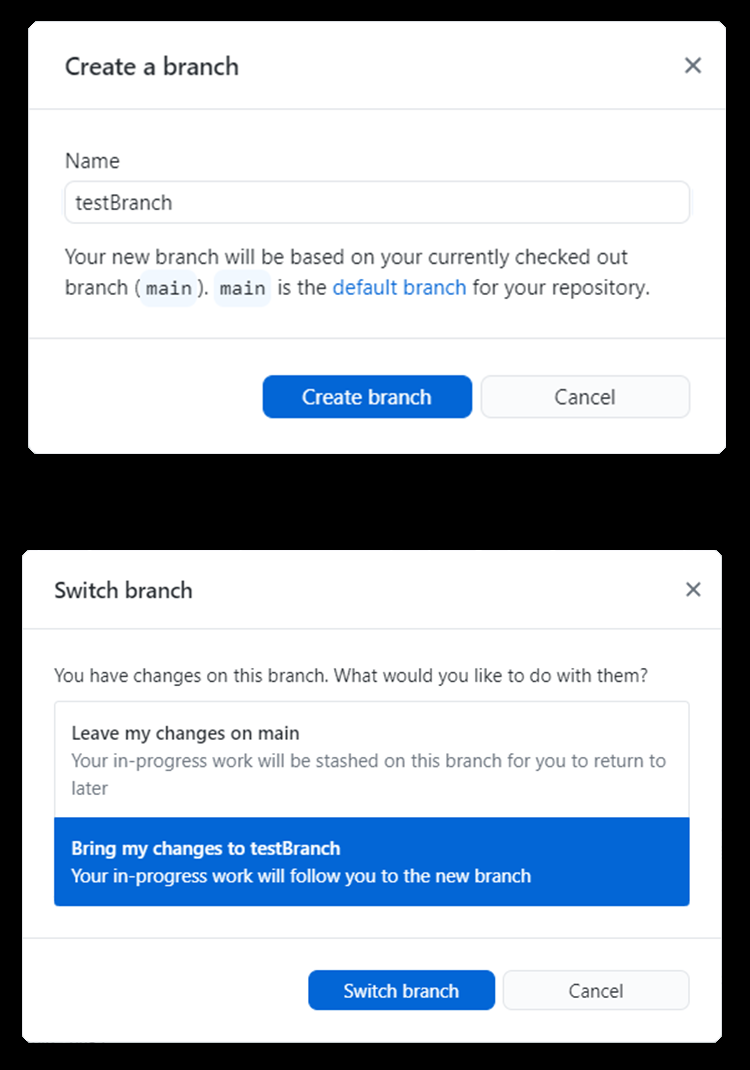 Create a branch
Name
testBranch
Your new branch will be based on your currently checked out
branch (main). main is the default branch for your repository.
Create branch
Cancel
Switch branch
You have changes on this branch. What would you like to do with them?
Leave my changes on main
Your in-progress work will be stashed on this branch for you to return to
later
Bring my changes to testBranch
Your in-progress work will follow you to the new branch
Switch branch
Cancel